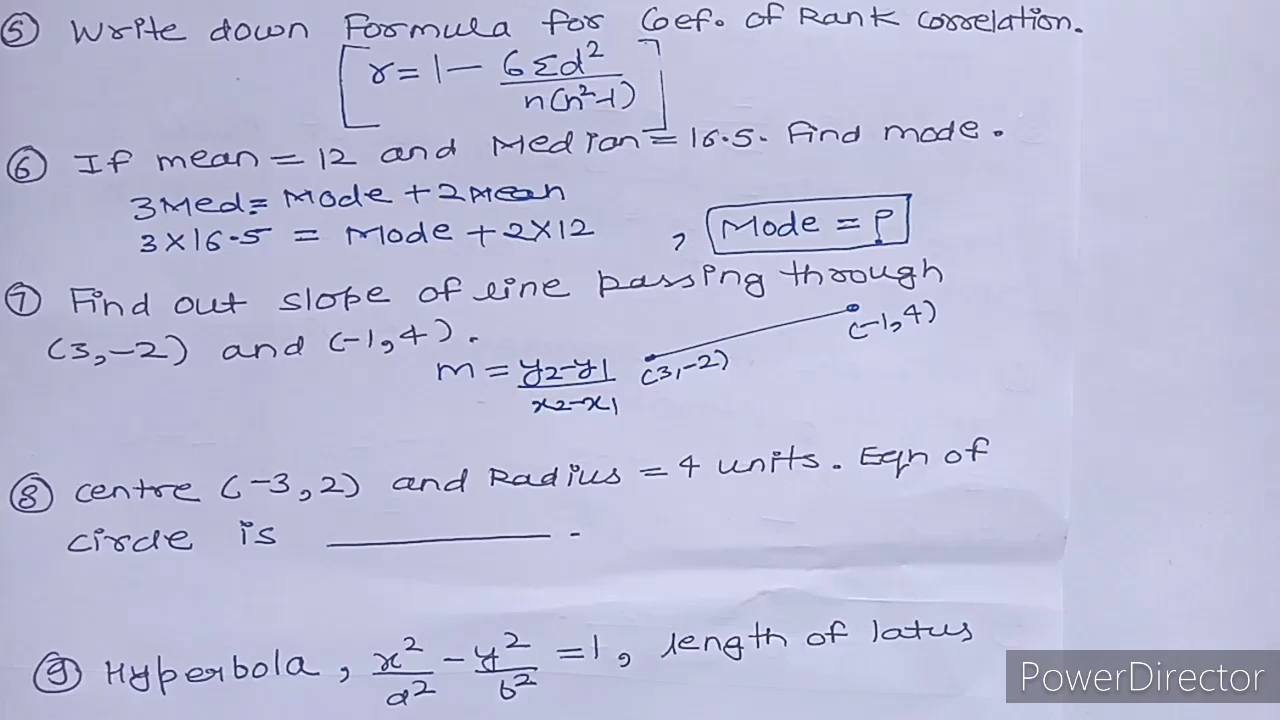 ⑤ Write down Formula for Coef. of Rank correlation.
[r = 1 - 6Σd² / n(n²-1)]
⑥ If mean = 12 and Median = 16.5. Find mode.
3 Med = Mode + 2 Mean
3 × 16.5 = Mode + 2 × 12 , Mode = ?
⑦ Find out slope of line passing through
(3,-2) and (-1,4).
(-1,4)
m = y₂-y₁ / x₂-x₁ (3,-2)
⑧ centre (-3,2) and Radius = 4 units. Eqn of
circle is ________.
⑨ Hyperbola, x²/a² - y²/b² = 1, length of latus
PowerDirector